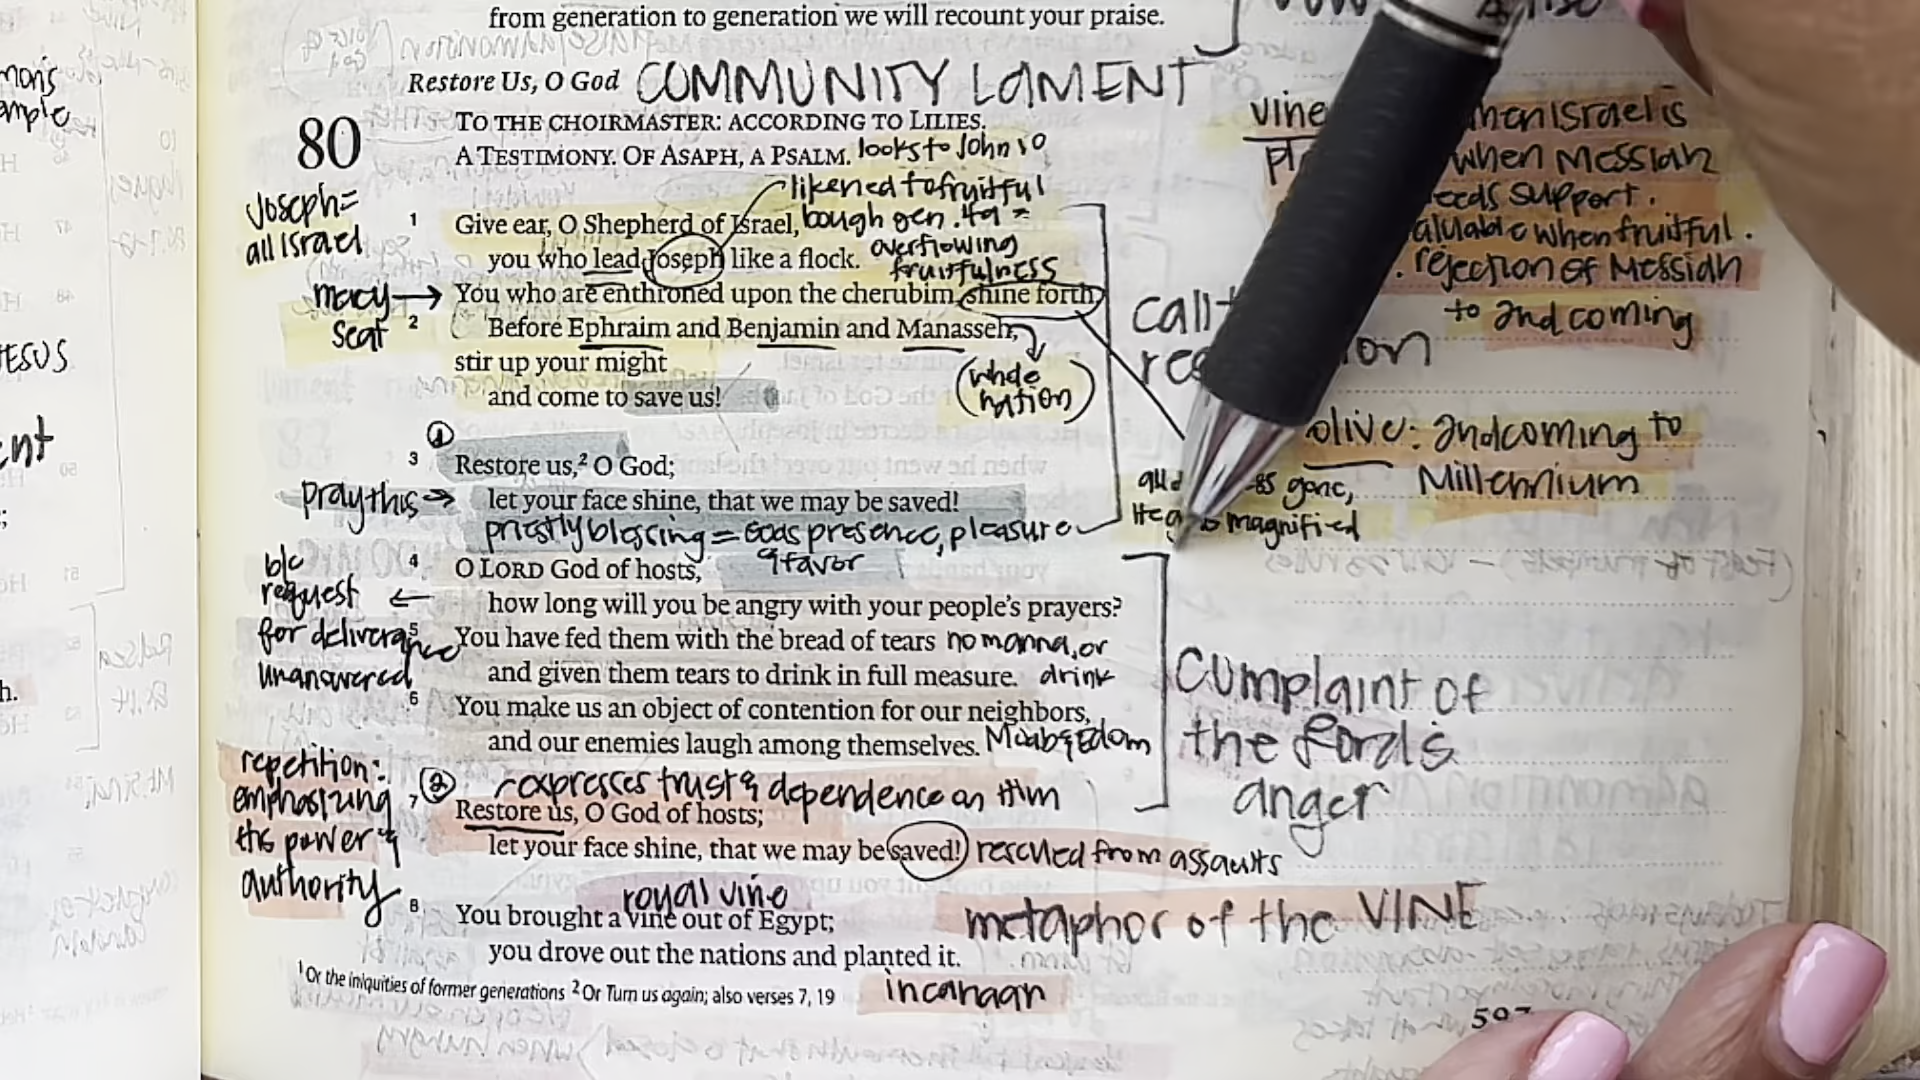 from generation to generation we will recount your praise.
Restore Us, O God COMMUNITY LAMENT
80 TO THE CHOIRMASTER: ACCORDING TO LILIES.
A TESTIMONY. OF ASAPH, A PSALM. looks to John 10
Joseph=
all Israel
likened to fruitful
1 Give ear, O Shepherd of Israel, bough gen. 49 =
overflowing
fruitfulness
you who lead Joseph like a flock.
mercy → You who are enthroned upon the cherubim, shine forth.
seat
2 Before Ephraim and Benjamin and Manasseh,
stir up your might
and come to save us!
(whole
nation)
1
3 Restore us,2 O God;
pray this → let your face shine, that we may be saved!
priestly blessing = Gods presence, pleasure
& favor
4 O LORD God of hosts,
b/c
request ←
for deliverance
unanswered
how long will you be angry with your people's prayers?
5 You have fed them with the bread of tears no manna, or
and given them tears to drink in full measure. drink
6 You make us an object of contention for our neighbors,
and our enemies laugh among themselves. Moab & Edom
repetition:
emphasizing
His power &
authority
2 expresses trust & dependence on Him
7 Restore us, O God of hosts;
let your face shine, that we may be saved! rescued from assaults
royal vine
8 You brought a vine out of Egypt;
metaphor of the VINE
you drove out the nations and planted it.
in canaan
1 Or the iniquities of former generations 2 Or Turn us again; also verses 7, 19
vine
when Israel is
when Messiah
support.
when fruitful.
. rejection of Messiah
to 2nd coming
olive: 2nd coming to
Millennium
gone,
magnified
Complaint of
the Lord's
anger
JESUS